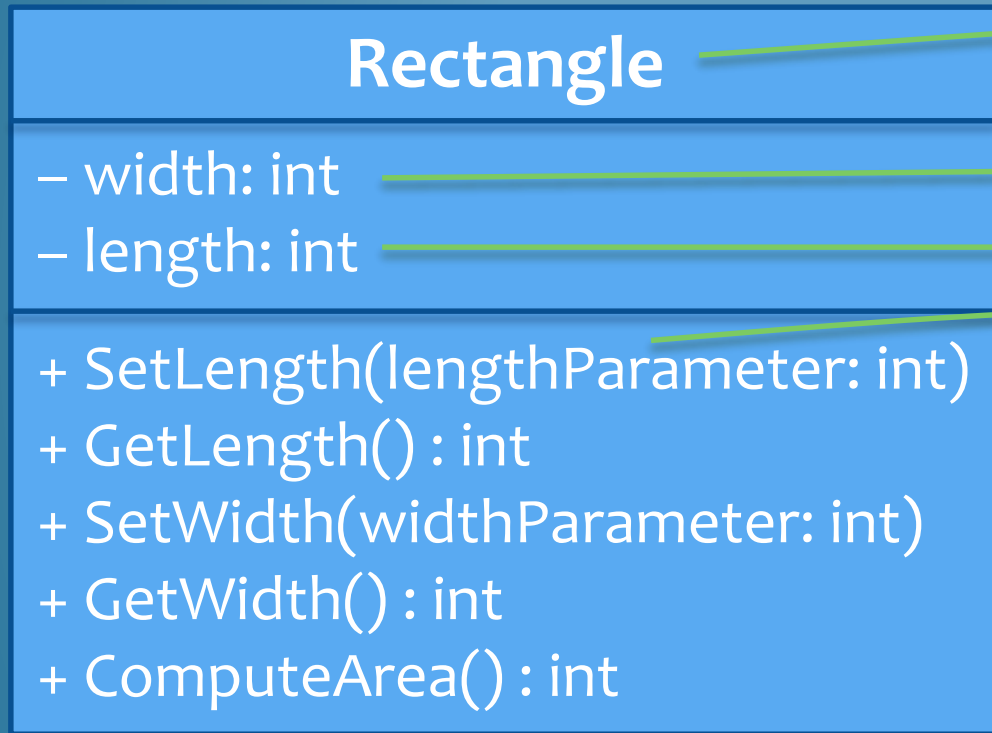 Rectangle
– width: int
– length: int
+ SetLength(lengthParameter: int)
+ GetLength() : int
+ SetWidth(widthParameter: int)
+ GetWidth() : int
+ ComputeArea() : int